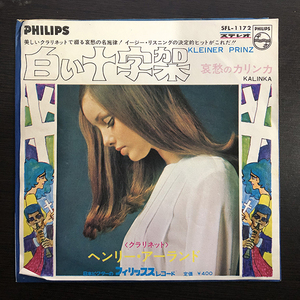 PHILIPS
SFL-1172
ステレオ
PHILIPS
美しいクラリネットで綴る哀愁の名旋律！イージー・リスニングの決定的ヒットがこれだ!!
白い十字架
KLEINER PRINZ
哀愁のカリンカ
KALINKA
〈クラリネット〉
ヘンリー・アーランド
フィリップスレコード
定価 ¥400